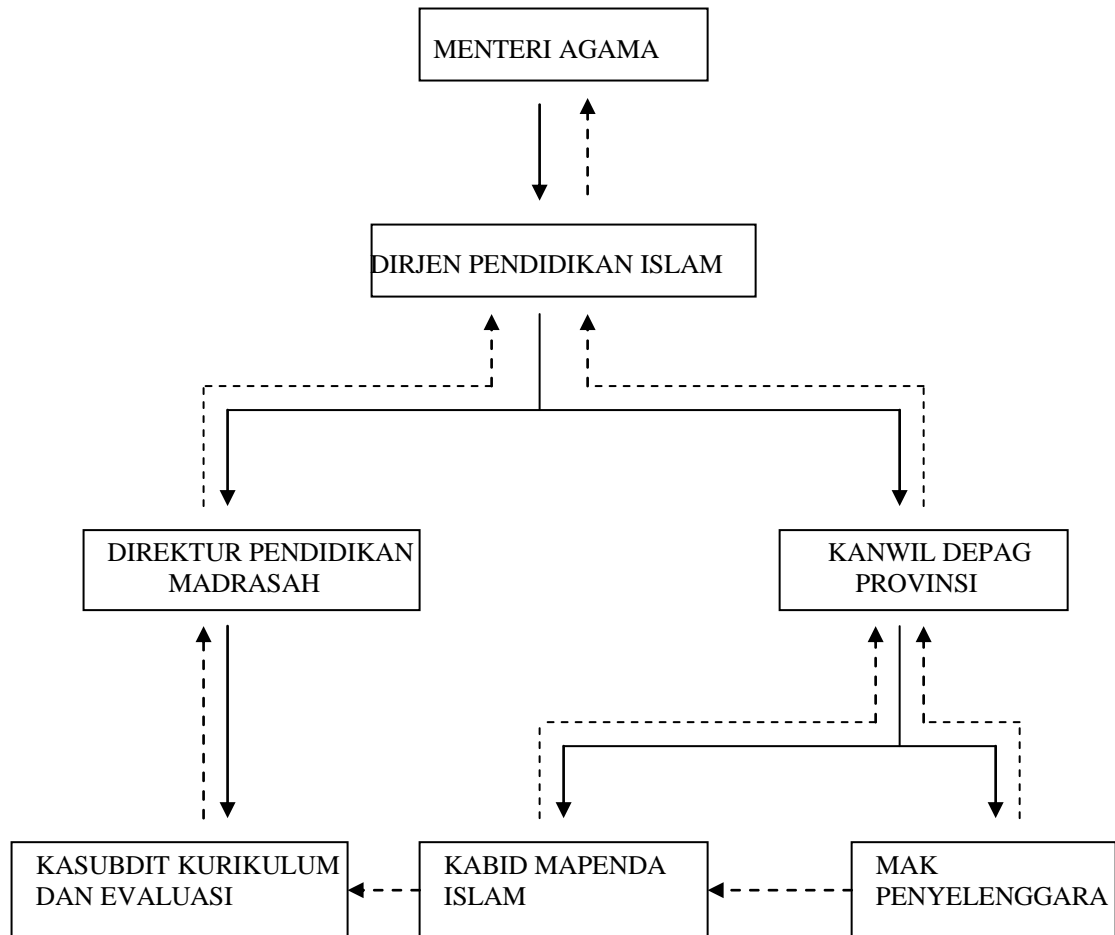 MENTERI AGAMA
DIRJEN PENDIDIKAN ISLAM
DIREKTUR PENDIDIKAN
MADRASAH
KANWIL DEPAG
PROVINSI
KASUBDIT KURIKULUM
DAN EVALUASI
KABID MAPENDA
ISLAM
MAK
PENYELENGGARA